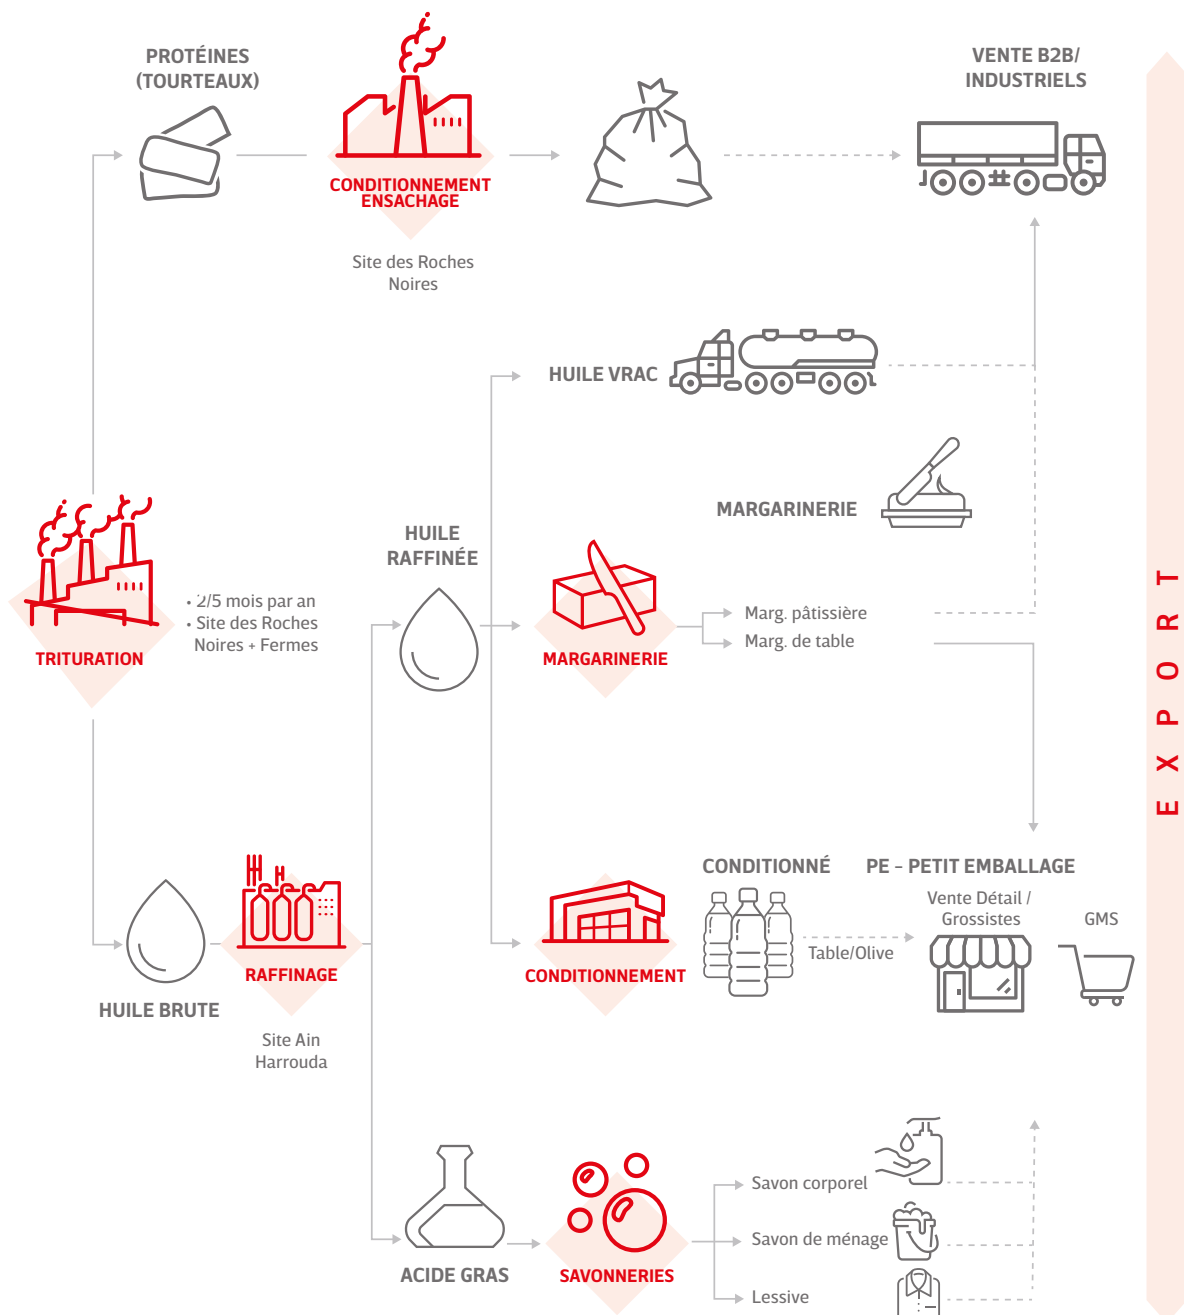 PROTÉINES
(TOURTEAUX)
CONDITIONNEMENT
ENSACHAGE
Site des Roches
Noires
VENTE B2B/
INDUSTRIELS
HUILE VRAC
MARGARINERIE
HUILE
RAFFINÉE
TRITURATION
• 2/5 mois par an
• Site des Roches
Noires + Fermes
MARGARINERIE
Marg. pâtissière
Marg. de table
EXPORT
HUILE BRUTE
RAFFINAGE
Site Ain
Harrouda
CONDITIONNEMENT
CONDITIONNÉ
Table/Olive
PE – PETIT EMBALLAGE
Vente Détail /
Grossistes
GMS
ACIDE GRAS
SAVONNERIES
Savon corporel
Savon de ménage
Lessive